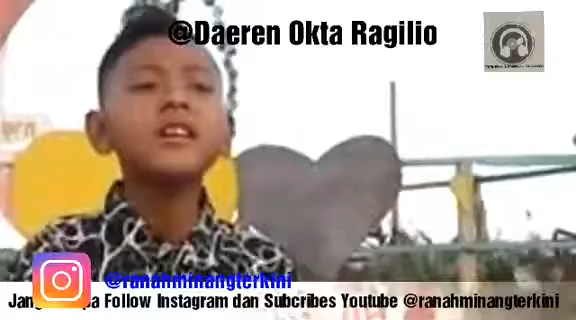 @Daeren Okta Ragilio
@ranahminangterkini
Follow Instagram dan Subcribes Youtube @ranahminangterkini